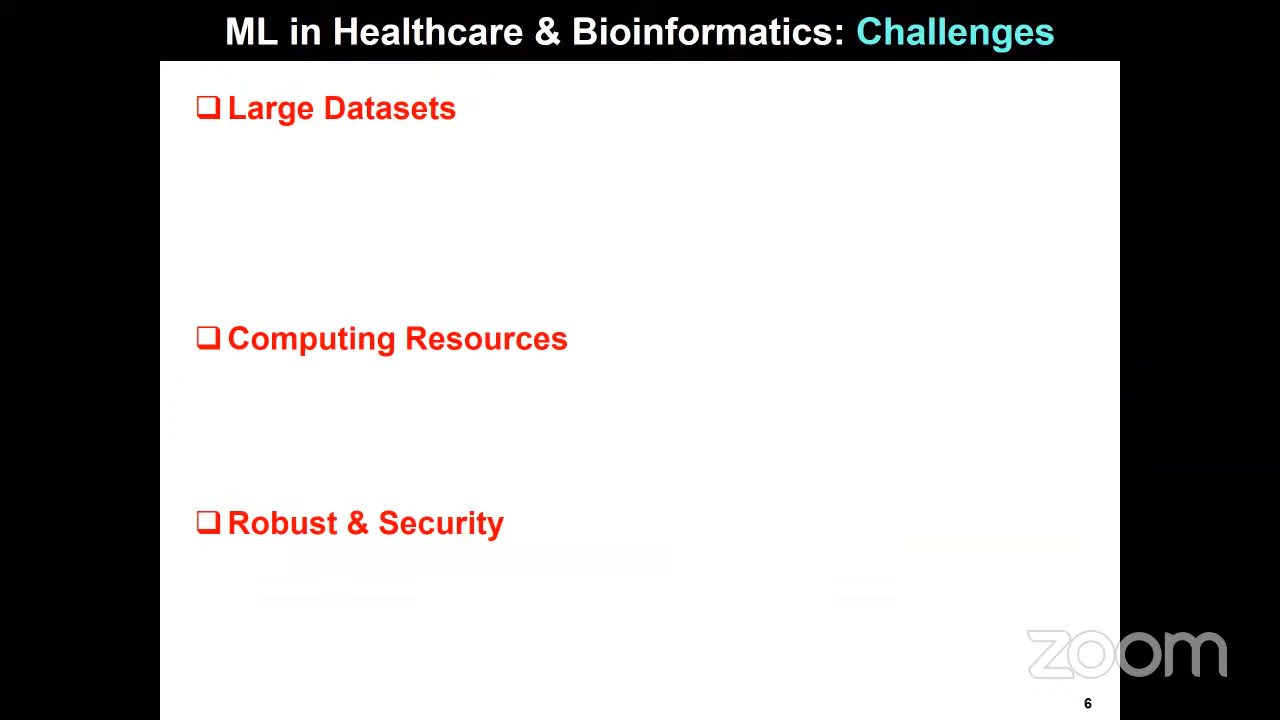 ML in Healthcare & Bioinformatics: Challenges
Large Datasets
Computing Resources
Robust & Security
zoom
6